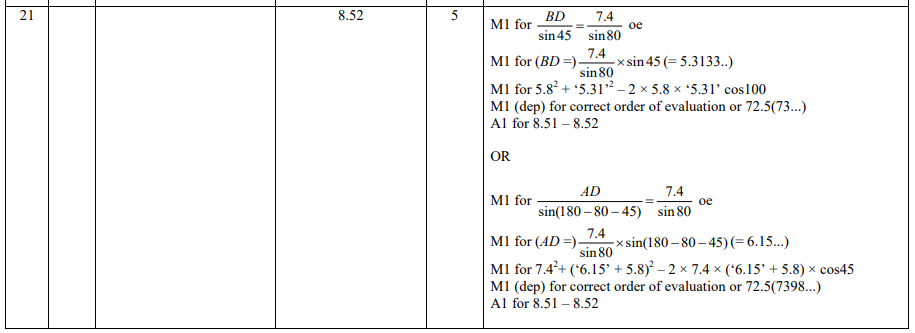 21 8.52 5 M1 for BD/sin45 = 7.4/sin80 oe
M1 for (BD =) 7.4/sin80 × sin 45 (= 5.3133..)
M1 for 5.8² + ‘5.31’² – 2 × 5.8 × ‘5.31’ cos100
M1 (dep) for correct order of evaluation or 72.5(73...)
A1 for 8.51 – 8.52
OR
M1 for AD/sin(180 – 80 – 45) = 7.4/sin80 oe
M1 for (AD =) 7.4/sin80 × sin(180 – 80 – 45) (= 6.15...)
M1 for 7.4²+ (‘6.15’ + 5.8)² – 2 × 7.4 × (‘6.15’ + 5.8) × cos45
M1 (dep) for correct order of evaluation or 72.5(7398...)
A1 for 8.51 – 8.52